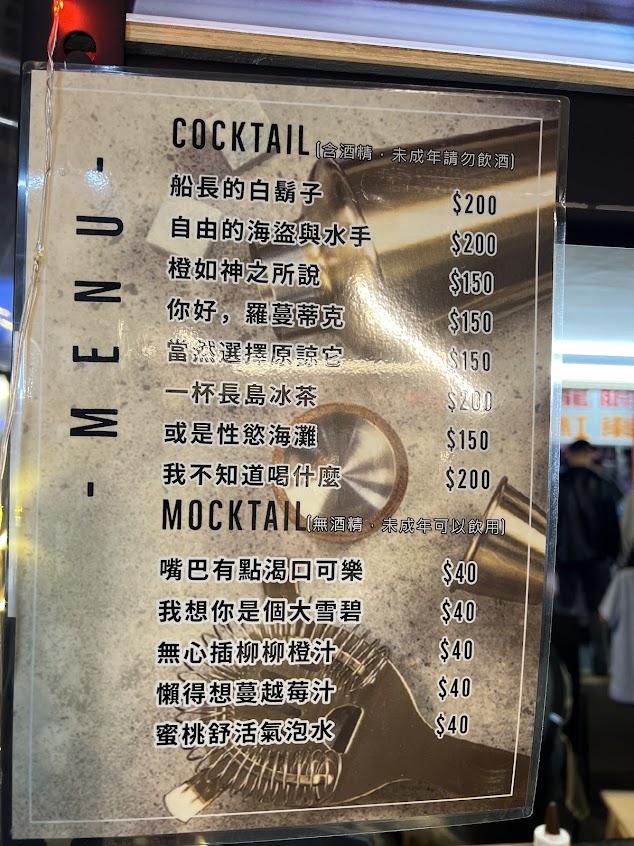 - MENU -
COCKTAIL(含酒精．未成年請勿飲酒)
船長的白鬍子 $200
自由的海盜與水手 $200
橙如神之所說 $150
你好，羅蔓蒂克 $150
當然選擇原諒它 $150
一杯長島冰茶 $200
或是性慾海灘 $150
我不知道喝什麼 $200
MOCKTAIL(無酒精．未成年可以飲用)
嘴巴有點渴口可樂 $40
我想你是個大雪碧 $40
無心插柳柳橙汁 $40
懶得想蔓越莓汁 $40
蜜桃舒活氣泡水 $40